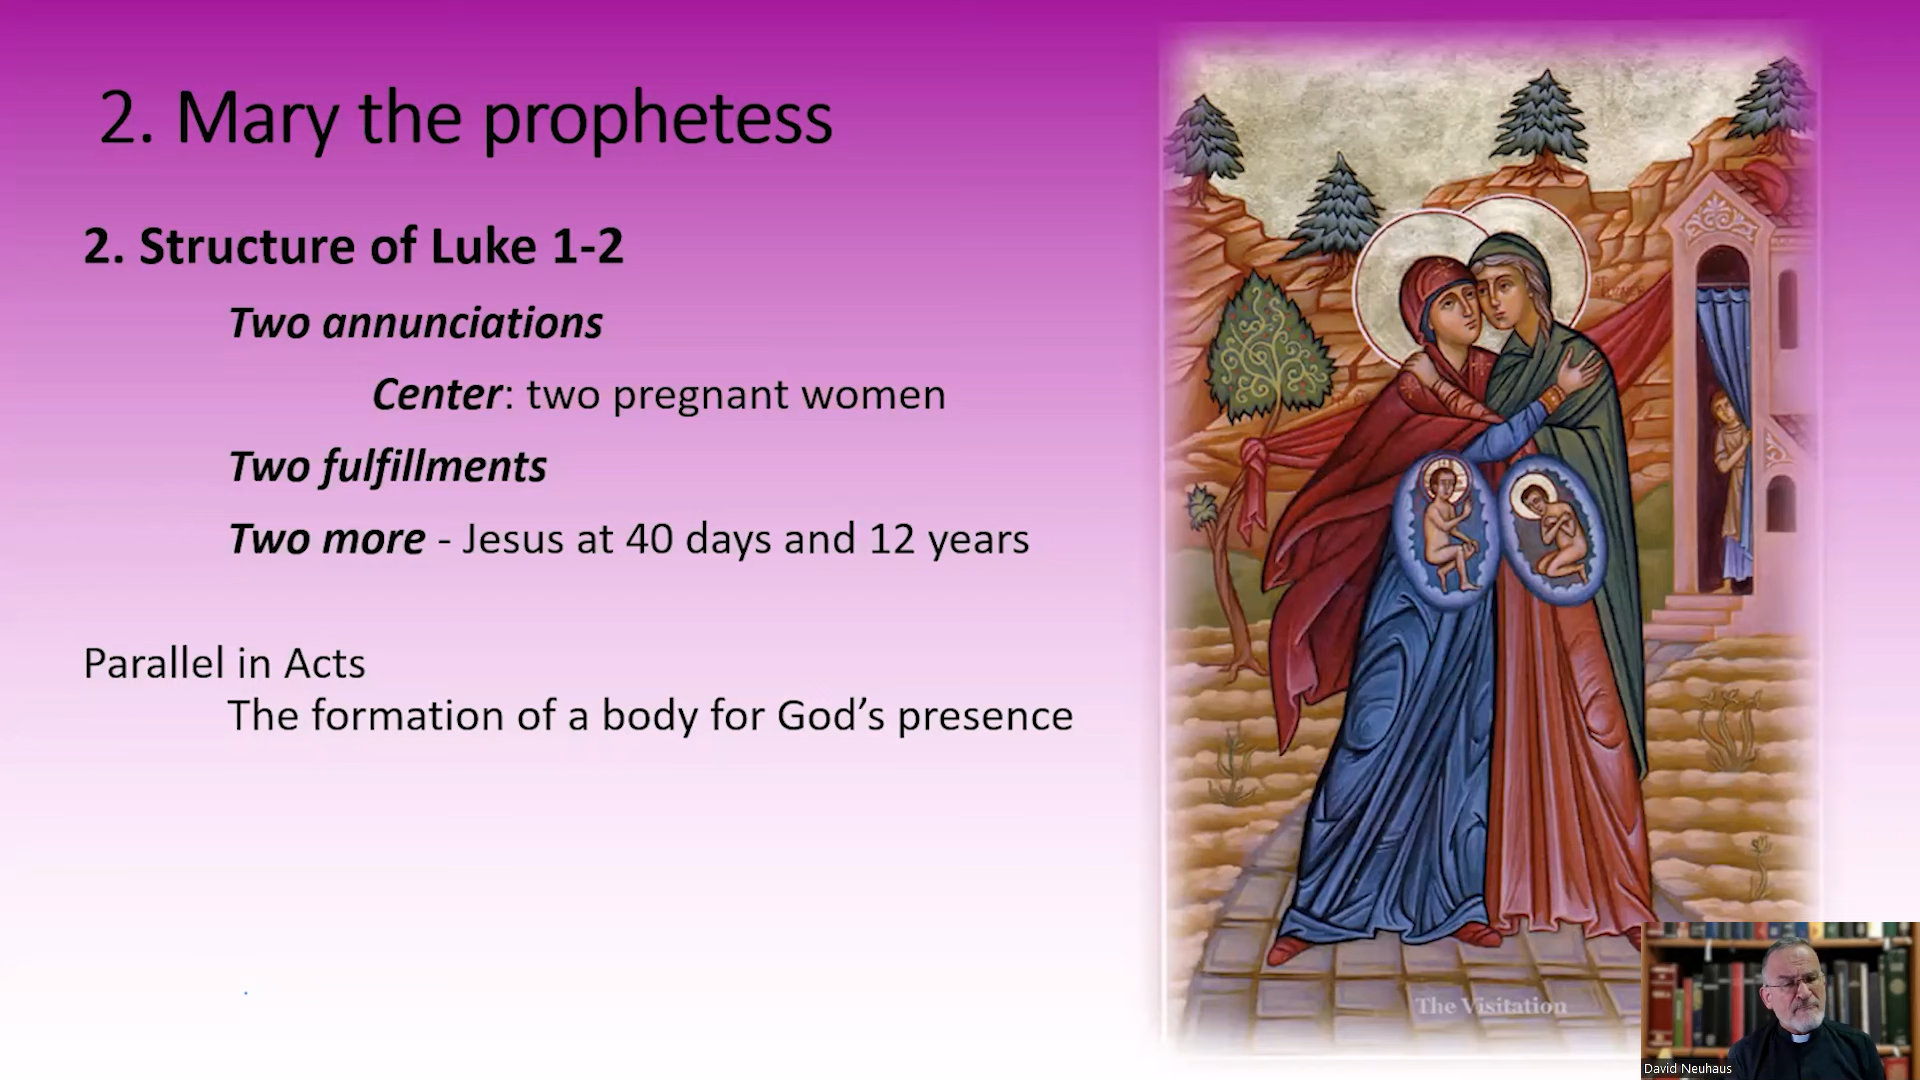 2. Mary the prophetess
2. Structure of Luke 1-2
Two annunciations
Center: two pregnant women
Two fulfillments
Two more - Jesus at 40 days and 12 years
Parallel in Acts
The formation of a body for God’s presence
The Visitation
David Neuhaus